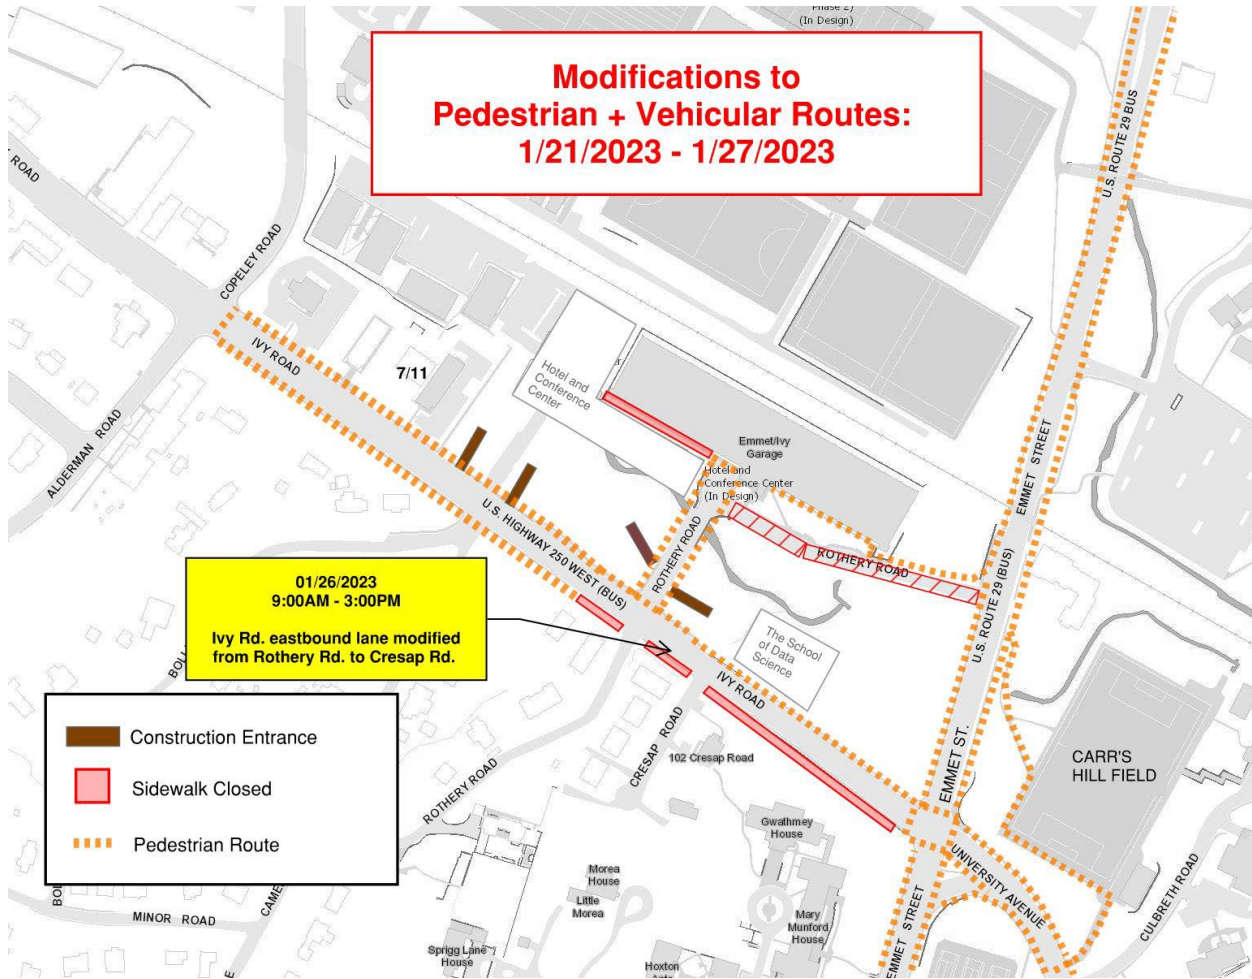 Phase 2)
(In Design)
Modifications to
Pedestrian + Vehicular Routes:
1/21/2023 - 1/27/2023
U.S. ROUTE 29 BUS
ROAD
COPELEY ROAD
IVY ROAD
7/11
Hotel and
Conference
Center
ALDERMAN ROAD
Emmet/Ivy
Garage
Hotel and
Conference Center
(In Design)
EMMET STREET
U.S. HIGHWAY 250 WEST (BUS)
ROTHERY ROAD
ROTHERY ROAD
U.S. ROUTE 29 (BUS)
01/26/2023
9:00AM - 3:00PM
Ivy Rd. eastbound lane modified
from Rothery Rd. to Cresap Rd.
The School
of Data
Science
IVY ROAD
CRESAP ROAD
102 Cresap Road
EMMET ST.
CARR'S
HILL FIELD
Construction Entrance
Sidewalk Closed
Pedestrian Route
ROTHERY ROAD
Gwathmey
House
UNIVERSITY AVENUE
Morea
House
Little
Morea
Mary
Munford
House
EMMET STREET
CULBRETH ROAD
MINOR ROAD
Sprigg Lane
House
Hoxton